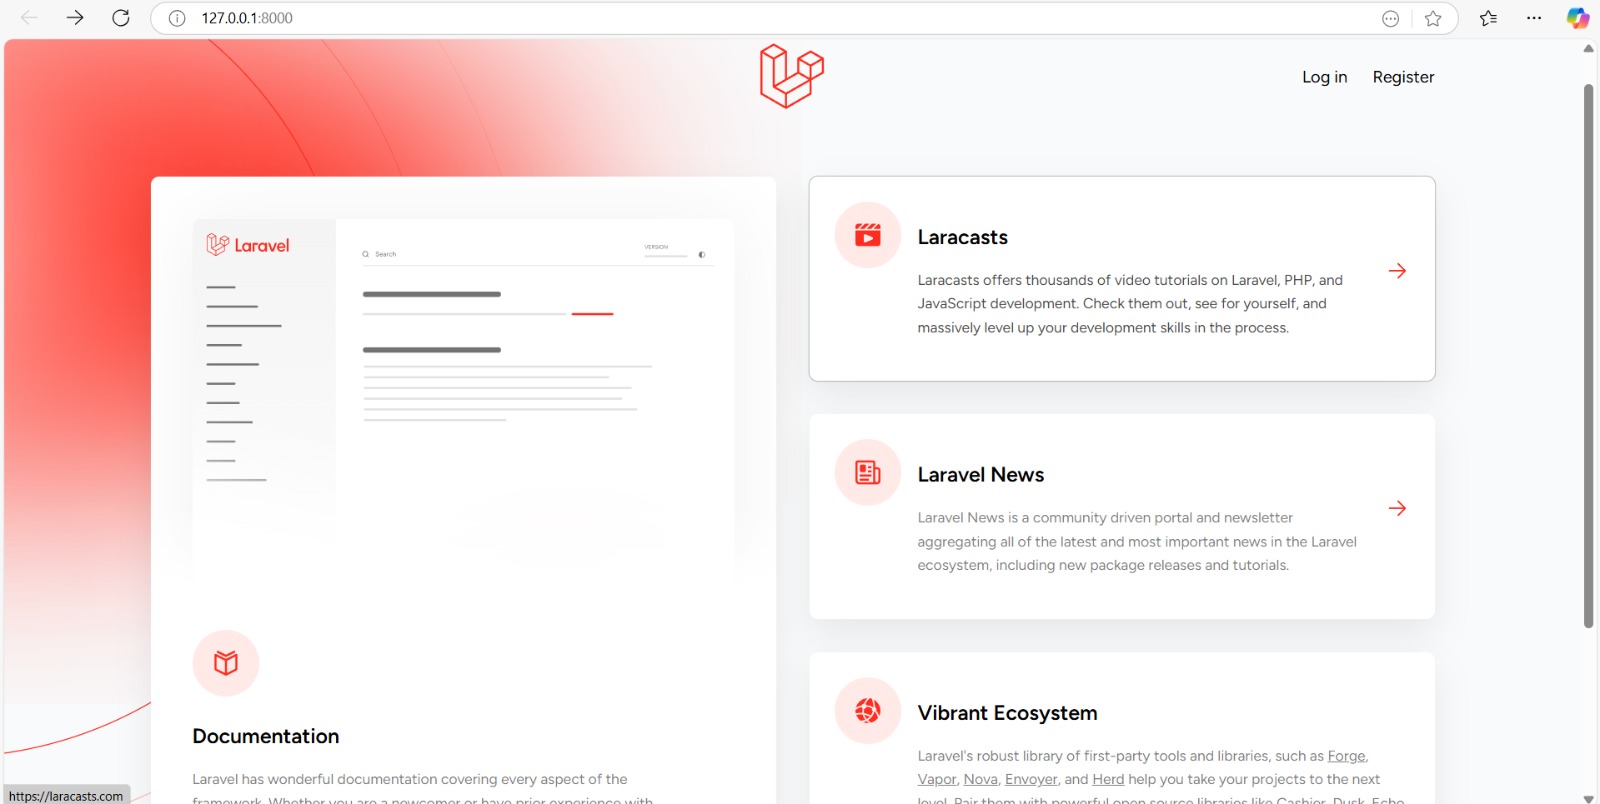 127.0.0.1:8000
Log in Register
Laravel
Search
VERSION
Documentation
Laravel has wonderful documentation covering every aspect of the
framework. Whether you are a newcomer or have prior experience with
Laracasts
Laracasts offers thousands of video tutorials on Laravel, PHP, and
JavaScript development. Check them out, see for yourself, and
massively level up your development skills in the process.
Laravel News
Laravel News is a community driven portal and newsletter
aggregating all of the latest and most important news in the Laravel
ecosystem, including new package releases and tutorials.
Vibrant Ecosystem
Laravel's robust library of first-party tools and libraries, such as Forge,
Vapor, Nova, Envoyer, and Herd help you take your projects to the next
level. Pair them with powerful open source libraries like Cashier, Dusk, Echo
https://laracasts.com